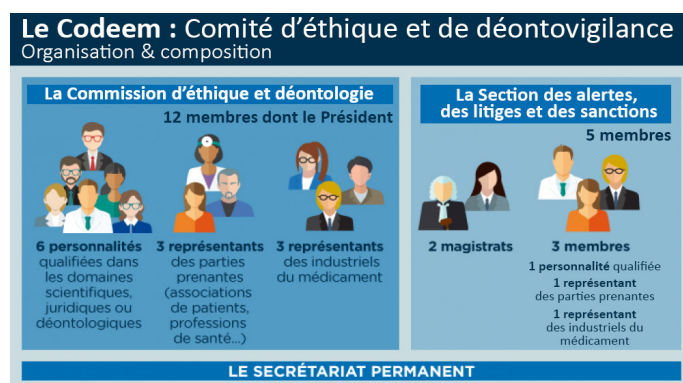 Le Codeem : Comité d’éthique et de déontovigilance
Organisation & composition
La Commission d’éthique et déontologie
12 membres dont le Président
6 personnalités
qualifiées dans
les domaines
scientifiques,
juridiques ou
déontologiques
3 représentants
des parties
prenantes
(associations
de patients,
professions
de santé...)
3 représentants
des industriels
du médicament
La Section des alertes,
des litiges et des sanctions
5 membres
2 magistrats
3 membres
1 personnalité qualifiée
1 représentant
des parties prenantes
1 représentant
des industriels du
médicament
LE SECRÉTARIAT PERMANENT